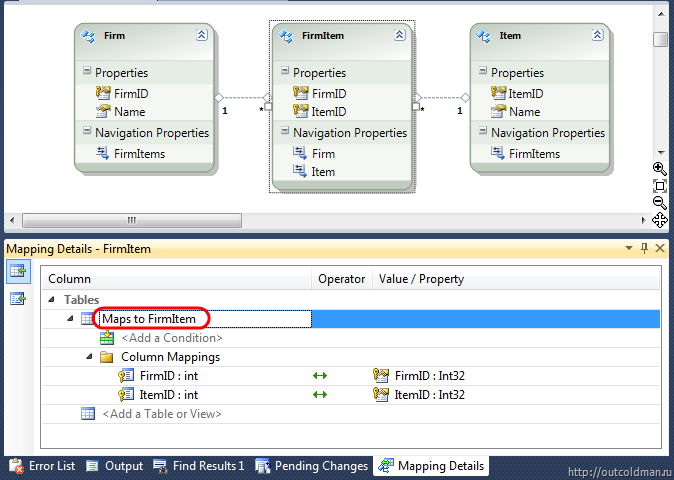 Firm
FirmItem
Item
Properties
FirmID
Name
Navigation Properties
FirmItems
Properties
FirmID
ItemID
Navigation Properties
Firm
Item
Properties
ItemID
Name
Navigation Properties
FirmItems
1
*
*
1
Mapping Details - FirmItem
Column Operator Value / Property
Tables
Maps to FirmItem
<Add a Condition>
Column Mappings
FirmID : int FirmID : Int32
ItemID : int ItemID : Int32
<Add a Table or View>
Error List Output Find Results 1 Pending Changes Mapping Details
http://outcoldman.ru